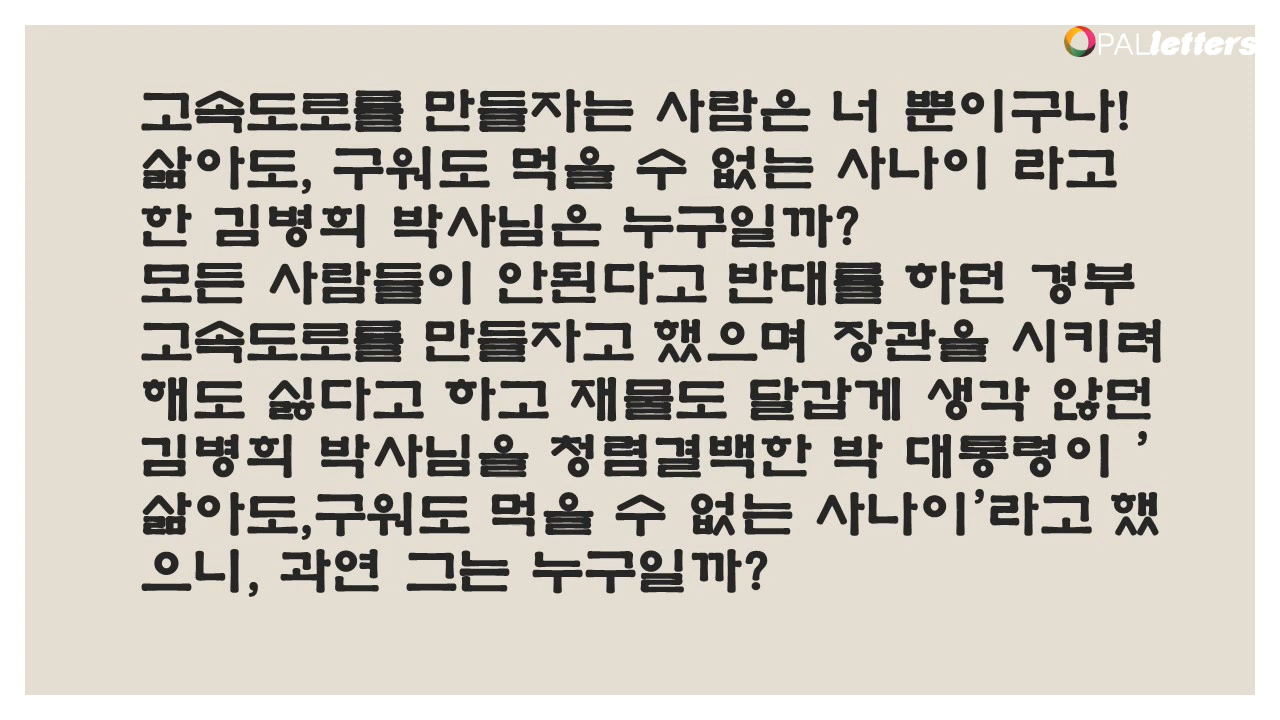 OPALletters
고속도로를 만들자는 사람은 너 뿐이구나!
삶아도, 구워도 먹을 수 없는 사나이 라고
한 김병희 박사님은 누구일까?
모든 사람들이 안된다고 반대를 하던 경부
고속도로를 만들자고 했으며 장관을 시키려
해도 싫다고 하고 재물도 달갑게 생각 않던
김병희 박사님을 청렴결백한 박 대통령이 ’
삶아도,구워도 먹을 수 없는 사나이’라고 했
으니, 과연 그는 누구일까?